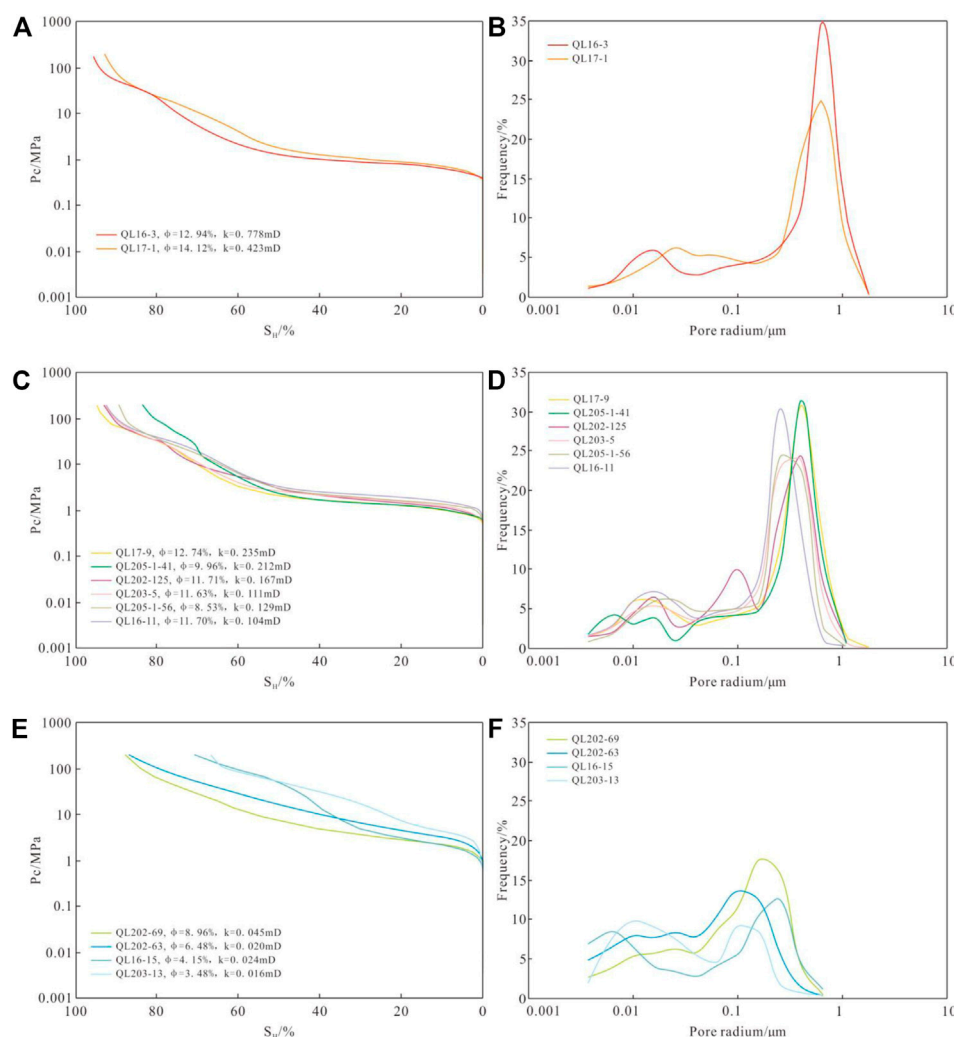 A
1000
100
10
1
0.1
0.01
0.001
Pc/MPa
QL16-3, ϕ=12.94%, k=0.778mD
QL17-1, ϕ=14.12%, k=0.423mD
100 80 60 40 20 0
S_H/%
B
35
30
25
20
15
10
5
0
Frequency/%
QL16-3
QL17-1
0.001 0.01 0.1 1 10
Pore radium/μm
C
1000
100
10
1
0.1
0.01
0.001
Pc/MPa
QL17-9, ϕ=12.74%, k=0.235mD
QL205-1-41, ϕ=9.96%, k=0.212mD
QL202-125, ϕ=11.71%, k=0.167mD
QL203-5, ϕ=11.63%, k=0.111mD
QL205-1-56, ϕ=8.53%, k=0.129mD
QL16-11, ϕ=11.70%, k=0.104mD
100 80 60 40 20 0
S_H/%
D
35
30
25
20
15
10
5
0
Frequency/%
QL17-9
QL205-1-41
QL202-125
QL203-5
QL205-1-56
QL16-11
0.001 0.01 0.1 1 10
Pore radium/μm
E
1000
100
10
1
0.1
0.01
0.001
Pc/MPa
QL202-69, ϕ=8.96%, k=0.045mD
QL202-63, ϕ=6.48%, k=0.020mD
QL16-15, ϕ=4.15%, k=0.024mD
QL203-13, ϕ=3.48%, k=0.016mD
100 80 60 40 20 0
S_H/%
F
35
30
25
20
15
10
5
0
Frequency/%
QL202-69
QL202-63
QL16-15
QL203-13
0.001 0.01 0.1 1 10
Pore radium/μm